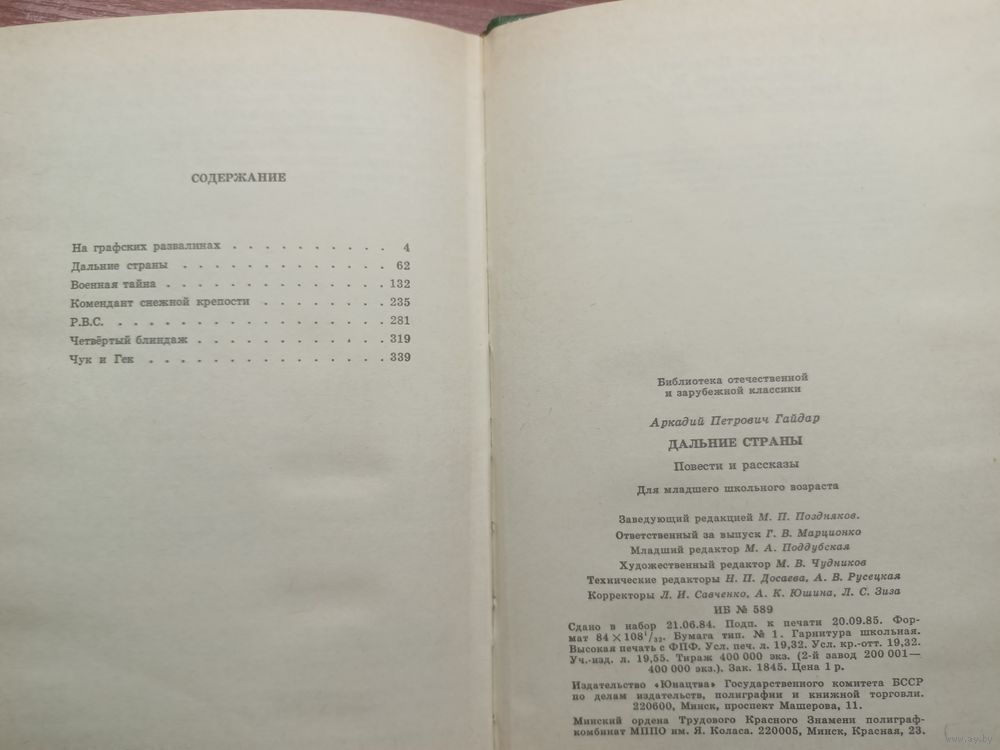 СОДЕРЖАНИЕ
На графских развалинах . . . . . . . . . . 4
Дальние страны . . . . . . . . . . . . . 62
Военная тайна . . . . . . . . . . . . . . 132
Комендант снежной крепости . . . . . . . . 235
Р.В.С. . . . . . . . . . . . . . . . . . 281
Четвёртый блиндаж . . . . . . . . . . . . 319
Чук и Гек . . . . . . . . . . . . . . . 339
Библиотека отечественной
и зарубежной классики
Аркадий Петрович Гайдар
ДАЛЬНИЕ СТРАНЫ
Повести и рассказы
Для младшего школьного возраста
Заведующий редакцией М. П. Поздняков.
Ответственный за выпуск Г. В. Марционко
Младший редактор М. А. Поддубская
Художественный редактор М. В. Чудников
Технические редакторы Н. П. Досаева, А. В. Русецкая
Корректоры Л. И. Савченко, А. К. Юшина, Л. С. Зиза
ИБ № 589
Сдано в набор 21.06.84. Подп. к печати 20.09.85. Фор-
мат 84×108¹/₃₂. Бумага тип. № 1. Гарнитура школьная.
Высокая печать с ФПФ. Усл. печ. л. 19,32. Усл. кр.-отт. 19,32.
Уч.-изд. л. 19,55. Тираж 400 000 экз. (2-й завод 200 001—
400 000 экз.). Зак. 1845. Цена 1 р.
Издательство «Юнацтва» Государственного комитета БССР
по делам издательств, полиграфии и книжной торговли.
220600, Минск, проспект Машерова, 11.
Минский ордена Трудового Красного Знамени полиграф-
комбинат МППО им. Я. Коласа. 220005, Минск, Красная, 23.
www.ay.by